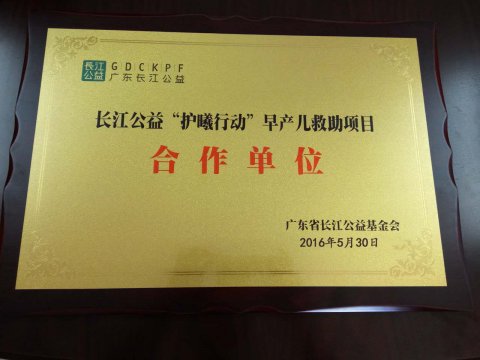 长江公益
GDCKPF
广东长江公益
长江公益“护曦行动”早产儿救助项目
合作单位
广东省长江公益基金会
2016年5月30日